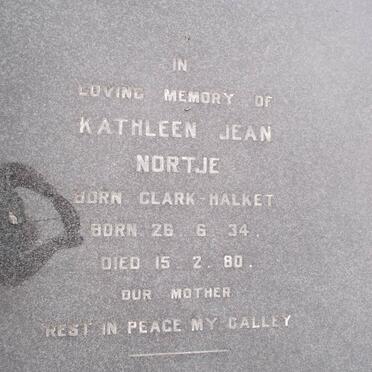 IN
LOVING MEMORY OF
KATHLEEN JEAN
NORTJE
BORN CLARK-HALKET
BORN 26. 6. 34.
DIED 15. 2. 80.
OUR MOTHER
REST IN PEACE MY CALLEY